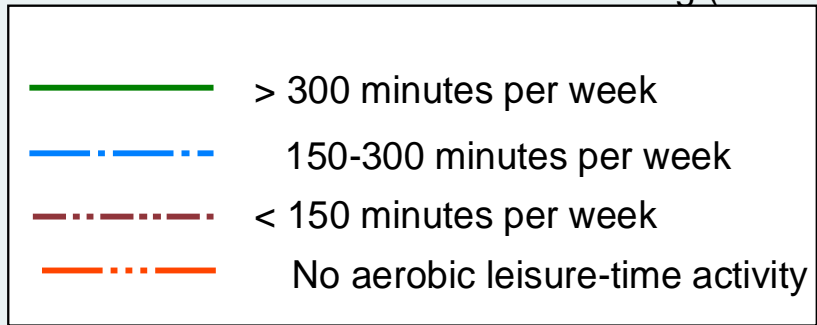 > 300 minutes per week
150-300 minutes per week
< 150 minutes per week
No aerobic leisure-time activity